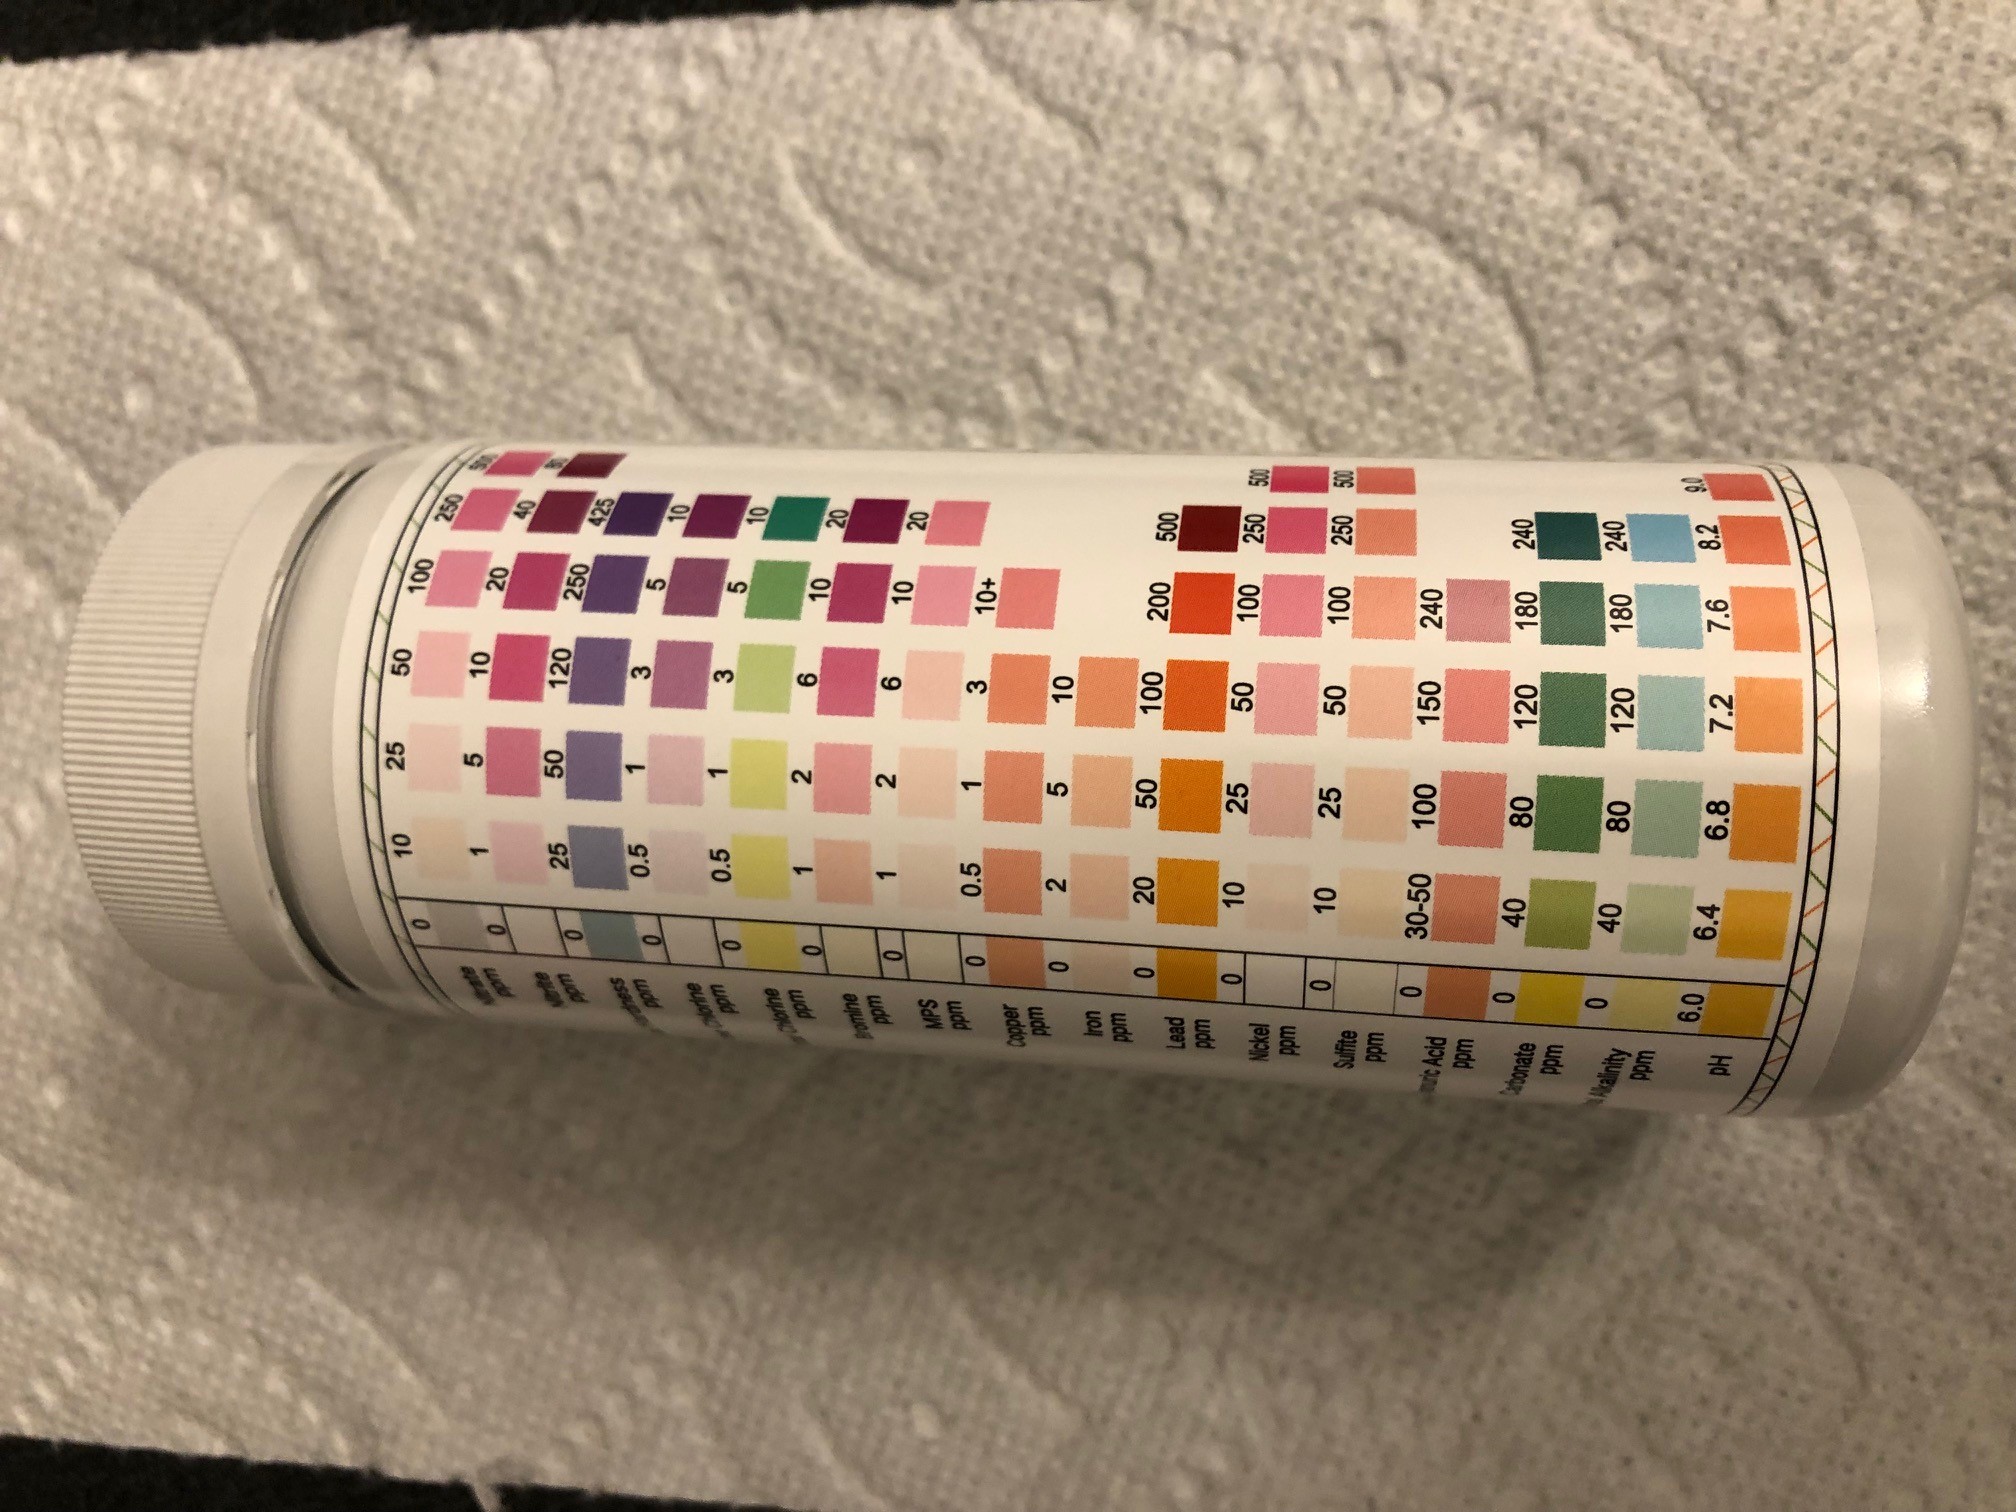 0 10 25 50 100 250 500
Nitrate
ppm
0 1 5 10 20 40 80
Nitrite
ppm
0 25 50 120 250 425
ppm
0 0.5 1 3 5 10
Chlorine
ppm
0 0.5 1 3 5 10
Chlorine
ppm
0 1 2 6 10 20
Bromine
ppm
0 1 2 6 10 20
MPS
ppm
0 0.5 1 3 10+
Copper
ppm
0 2 5 10
Iron
ppm
0 20 50 100 200 500
Lead
ppm
0 10 25 50 100 250 500
Nickel
ppm
0 10 25 50 100 250 500
Sulfite
ppm
0 30-50 100 150 240
Acid
ppm
0 40 80 120 180 240
Carbonate
ppm
0 40 80 120 180 240
Alkalinity
ppm
6.0 6.4 6.8 7.2 7.6 8.2 9.0
pH